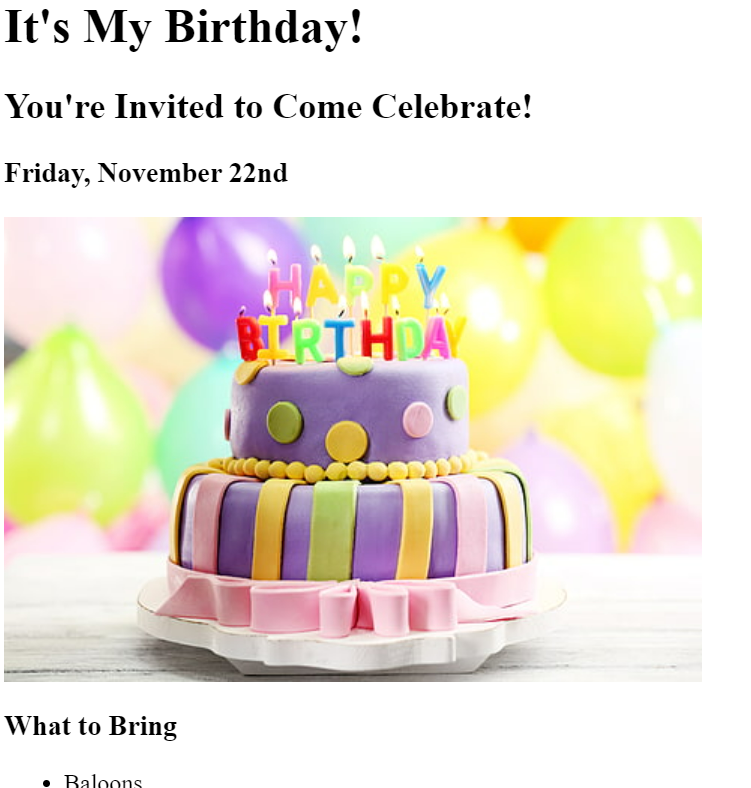 It's My Birthday!
You're Invited to Come Celebrate!
Friday, November 22nd
HAPPY
BIRTHDAY
What to Bring
• Baloons